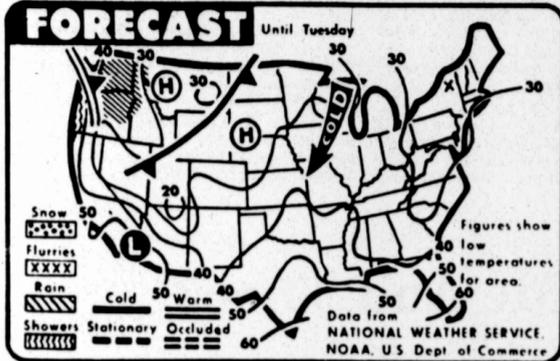 FORECAST
Until Tuesday
40 30 30 30
30
H
30
COLD
X
30
H
20
50
L
50
40
40
50
60
50
40
50
60
Snow
Flurries
XXXX
Rain
Showers
Cold Warm
Stationary Occluded
Figures show
low
temperatures
for area.
Data from
NATIONAL WEATHER SERVICE,
NOAA, U S Dept. of Commerce